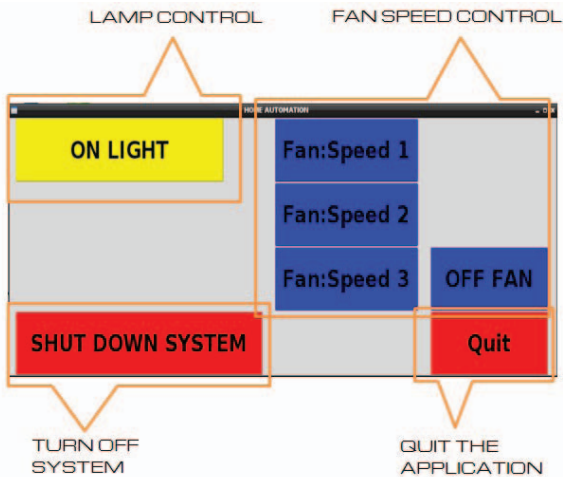 LAMP CONTROL
FAN SPEED CONTROL
HOME AUTOMATION
ON LIGHT
Fan:Speed 1
Fan:Speed 2
Fan:Speed 3
OFF FAN
SHUT DOWN SYSTEM
Quit
TURN OFF
SYSTEM
QUIT THE
APPLICATION